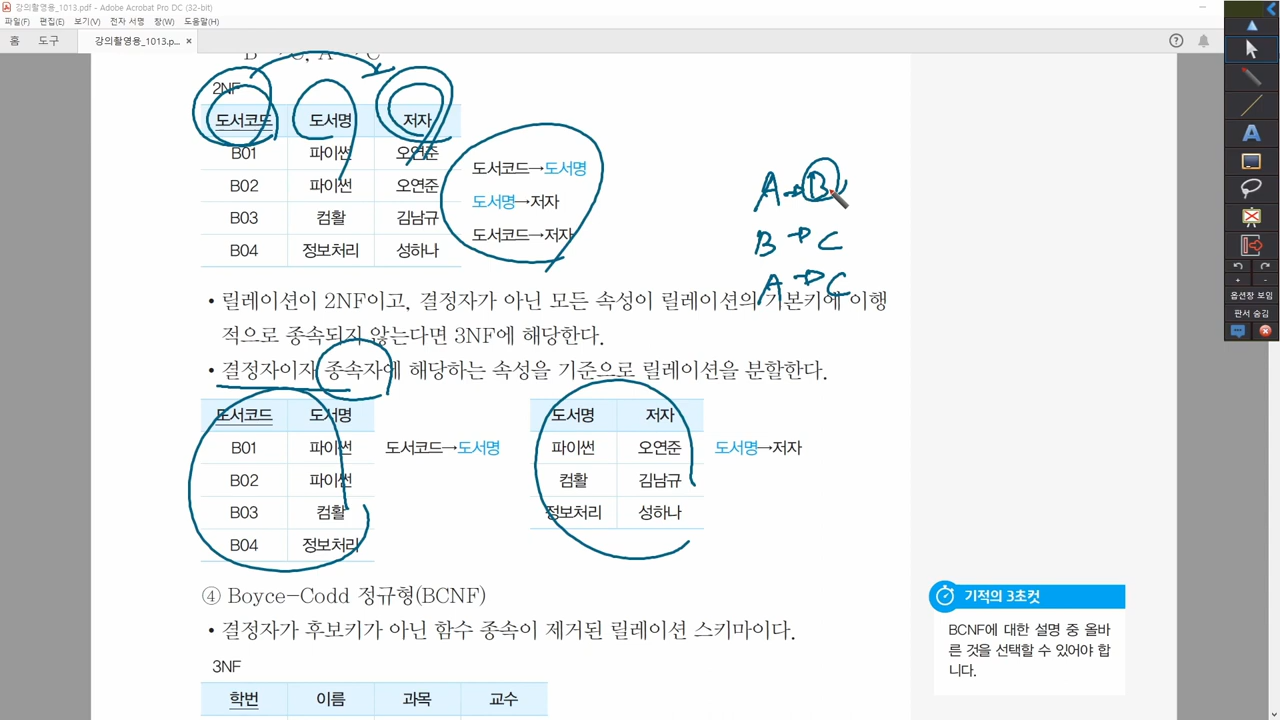 강의촬영용_1013.pdf - Adobe Acrobat Pro DC (32-bit)
파일(F) 편집(E) 보기(V) 전자 서명 창(W) 도움말(H)
홈 도구 강의촬영용_1013.p... ×
2NF
도서코드 도서명 저자
B01 파이썬 오연준
B02 파이썬 오연준
B03 컴활 김남규
B04 정보처리 성하나
도서코드→도서명
도서명→저자
도서코드→저자
A→B
B→C
A→C
• 릴레이션이 2NF이고, 결정자가 아닌 모든 속성이 릴레이션의 기본키에 이행
적으로 종속되지 않는다면 3NF에 해당한다.
• 결정자이자 종속자에 해당하는 속성을 기준으로 릴레이션을 분할한다.
도서코드 도서명
B01 파이썬
B02 파이썬
B03 컴활
B04 정보처리
도서코드→도서명
도서명 저자
파이썬 오연준
컴활 김남규
정보처리 성하나
도서명→저자
④ Boyce-Codd 정규형(BCNF)
• 결정자가 후보키가 아닌 함수 종속이 제거된 릴레이션 스키마이다.
3NF
학번 이름 과목 교수
기적의 3초컷
BCNF에 대한 설명 중 올바
른 것을 선택할 수 있어야 합
니다.
A
옵션장 보임
판서 숨김